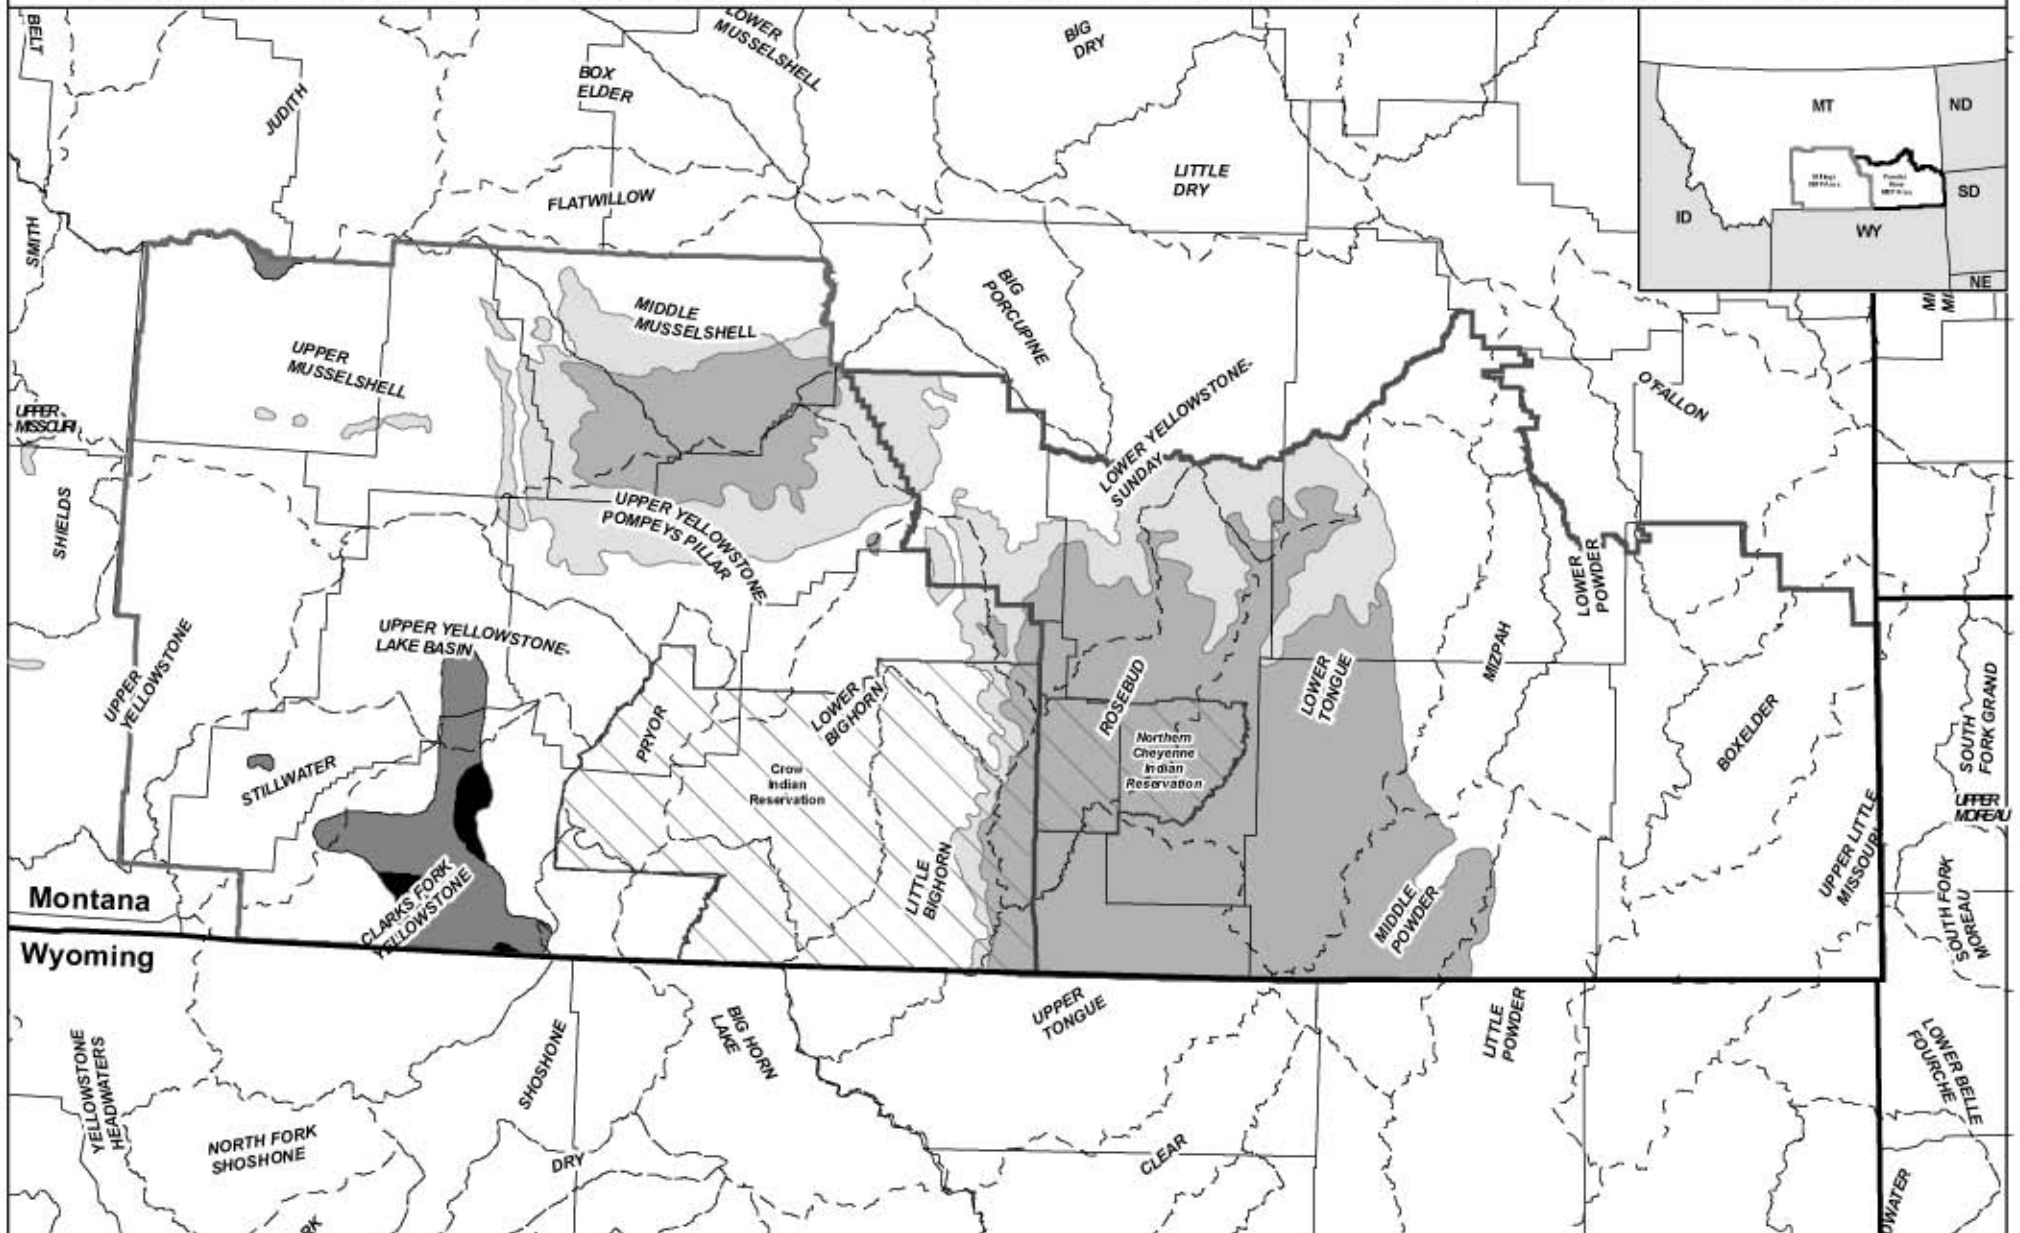 BELT
JUDITH
BOX
ELDER
LOWER
MUSSELSHELL
BIG
DRY
MT
ND
SD
ID
WY
NE
LITTLE
DRY
FLATWILLOW
SMITH
BIG
PORCUPINE
MIDDLE
MUSSELSHELL
UPPER
MUSSELSHELL
UPPER
MISSOURI
LOWER YELLOWSTONE-
SUNDAY
O'FALLON
SHIELDS
UPPER YELLOWSTONE-
POMPEYS PILLAR
LOWER
POWDER
UPPER YELLOWSTONE-
LAKE BASIN
UPPER
YELLOWSTONE
MIZPAH
LOWER
TONGUE
ROSEBUD
LOWER
BIGHORN
PRYOR
BOXELDER
SOUTH
FORK GRAND
Northern
Cheyenne
Indian
Reservation
Crow
Indian
Reservation
STILLWATER
UPPER
MOREAU
UPPER LITTLE
MISSOURI
LITTLE
BIGHORN
CLARKS FORK
YELLOWSTONE
MIDDLE
POWDER
SOUTH FORK
MOREAU
Montana
Wyoming
UPPER
TONGUE
BIG HORN
LAKE
LITTLE
POWDER
SHOSHONE
YELLOWSTONE
HEADWATERS
LOWER BELLE
FOURCHE
NORTH FORK
SHOSHONE
DRY
CLEAR